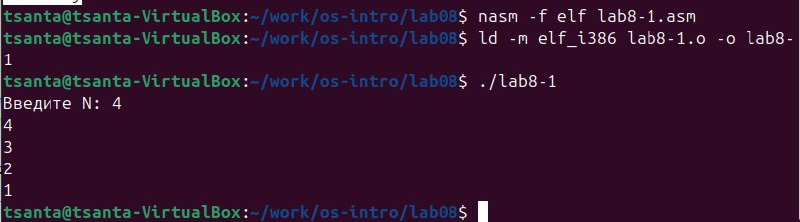 tsanta@tsanta-VirtualBox:~/work/os-intro/lab08$ nasm -f elf lab8-1.asm
tsanta@tsanta-VirtualBox:~/work/os-intro/lab08$ ld -m elf_i386 lab8-1.o -o lab8-
1
tsanta@tsanta-VirtualBox:~/work/os-intro/lab08$ ./lab8-1
Введите N: 4
4
3
2
1
tsanta@tsanta-VirtualBox:~/work/os-intro/lab08$